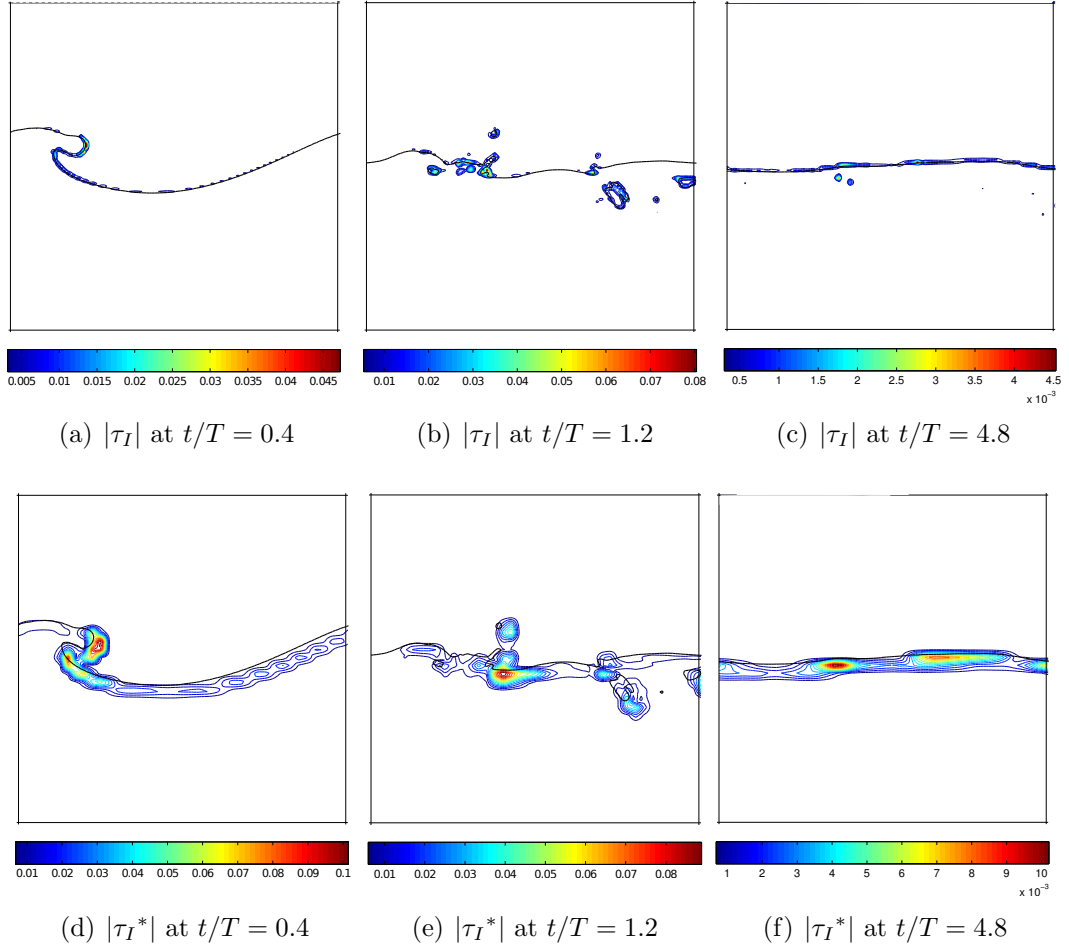 0.005 0.01 0.015 0.02 0.025 0.03 0.035 0.04 0.045
0.01 0.02 0.03 0.04 0.05 0.06 0.07 0.08
0.5 1 1.5 2 2.5 3 3.5 4 4.5
x 10⁻³
(a) |τ_I| at t/T = 0.4
(b) |τ_I| at t/T = 1.2
(c) |τ_I| at t/T = 4.8
0.01 0.02 0.03 0.04 0.05 0.06 0.07 0.08 0.09 0.1
0.01 0.02 0.03 0.04 0.05 0.06 0.07 0.08
1 2 3 4 5 6 7 8 9 10
x 10⁻³
(d) |τ_I*| at t/T = 0.4
(e) |τ_I*| at t/T = 1.2
(f) |τ_I*| at t/T = 4.8